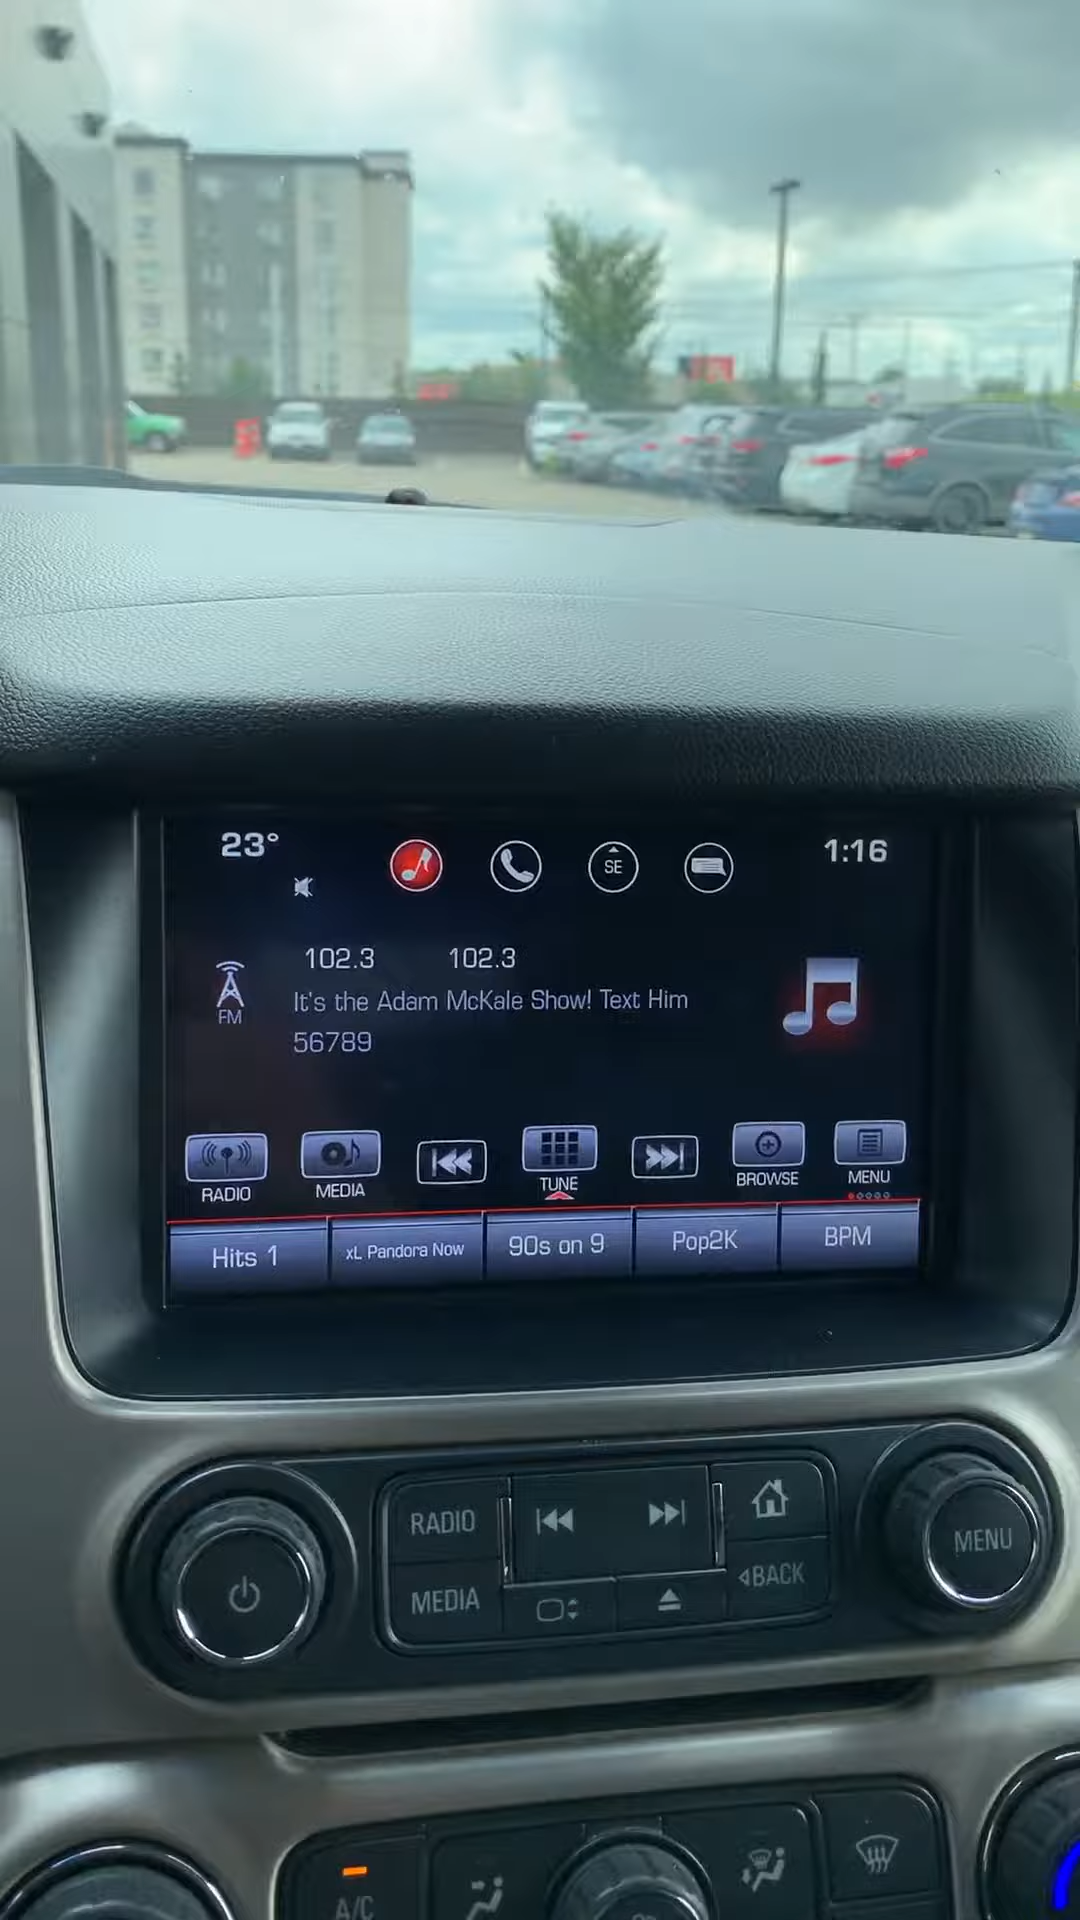 23°
SE
1:16
102.3 102.3
FM
It's the Adam McKale Show! Text Him
56789
RADIO
MEDIA
TUNE
BROWSE
MENU
Hits 1
xL Pandora Now
90s on 9
Pop2K
BPM
RADIO
MEDIA
BACK
MENU
A/C